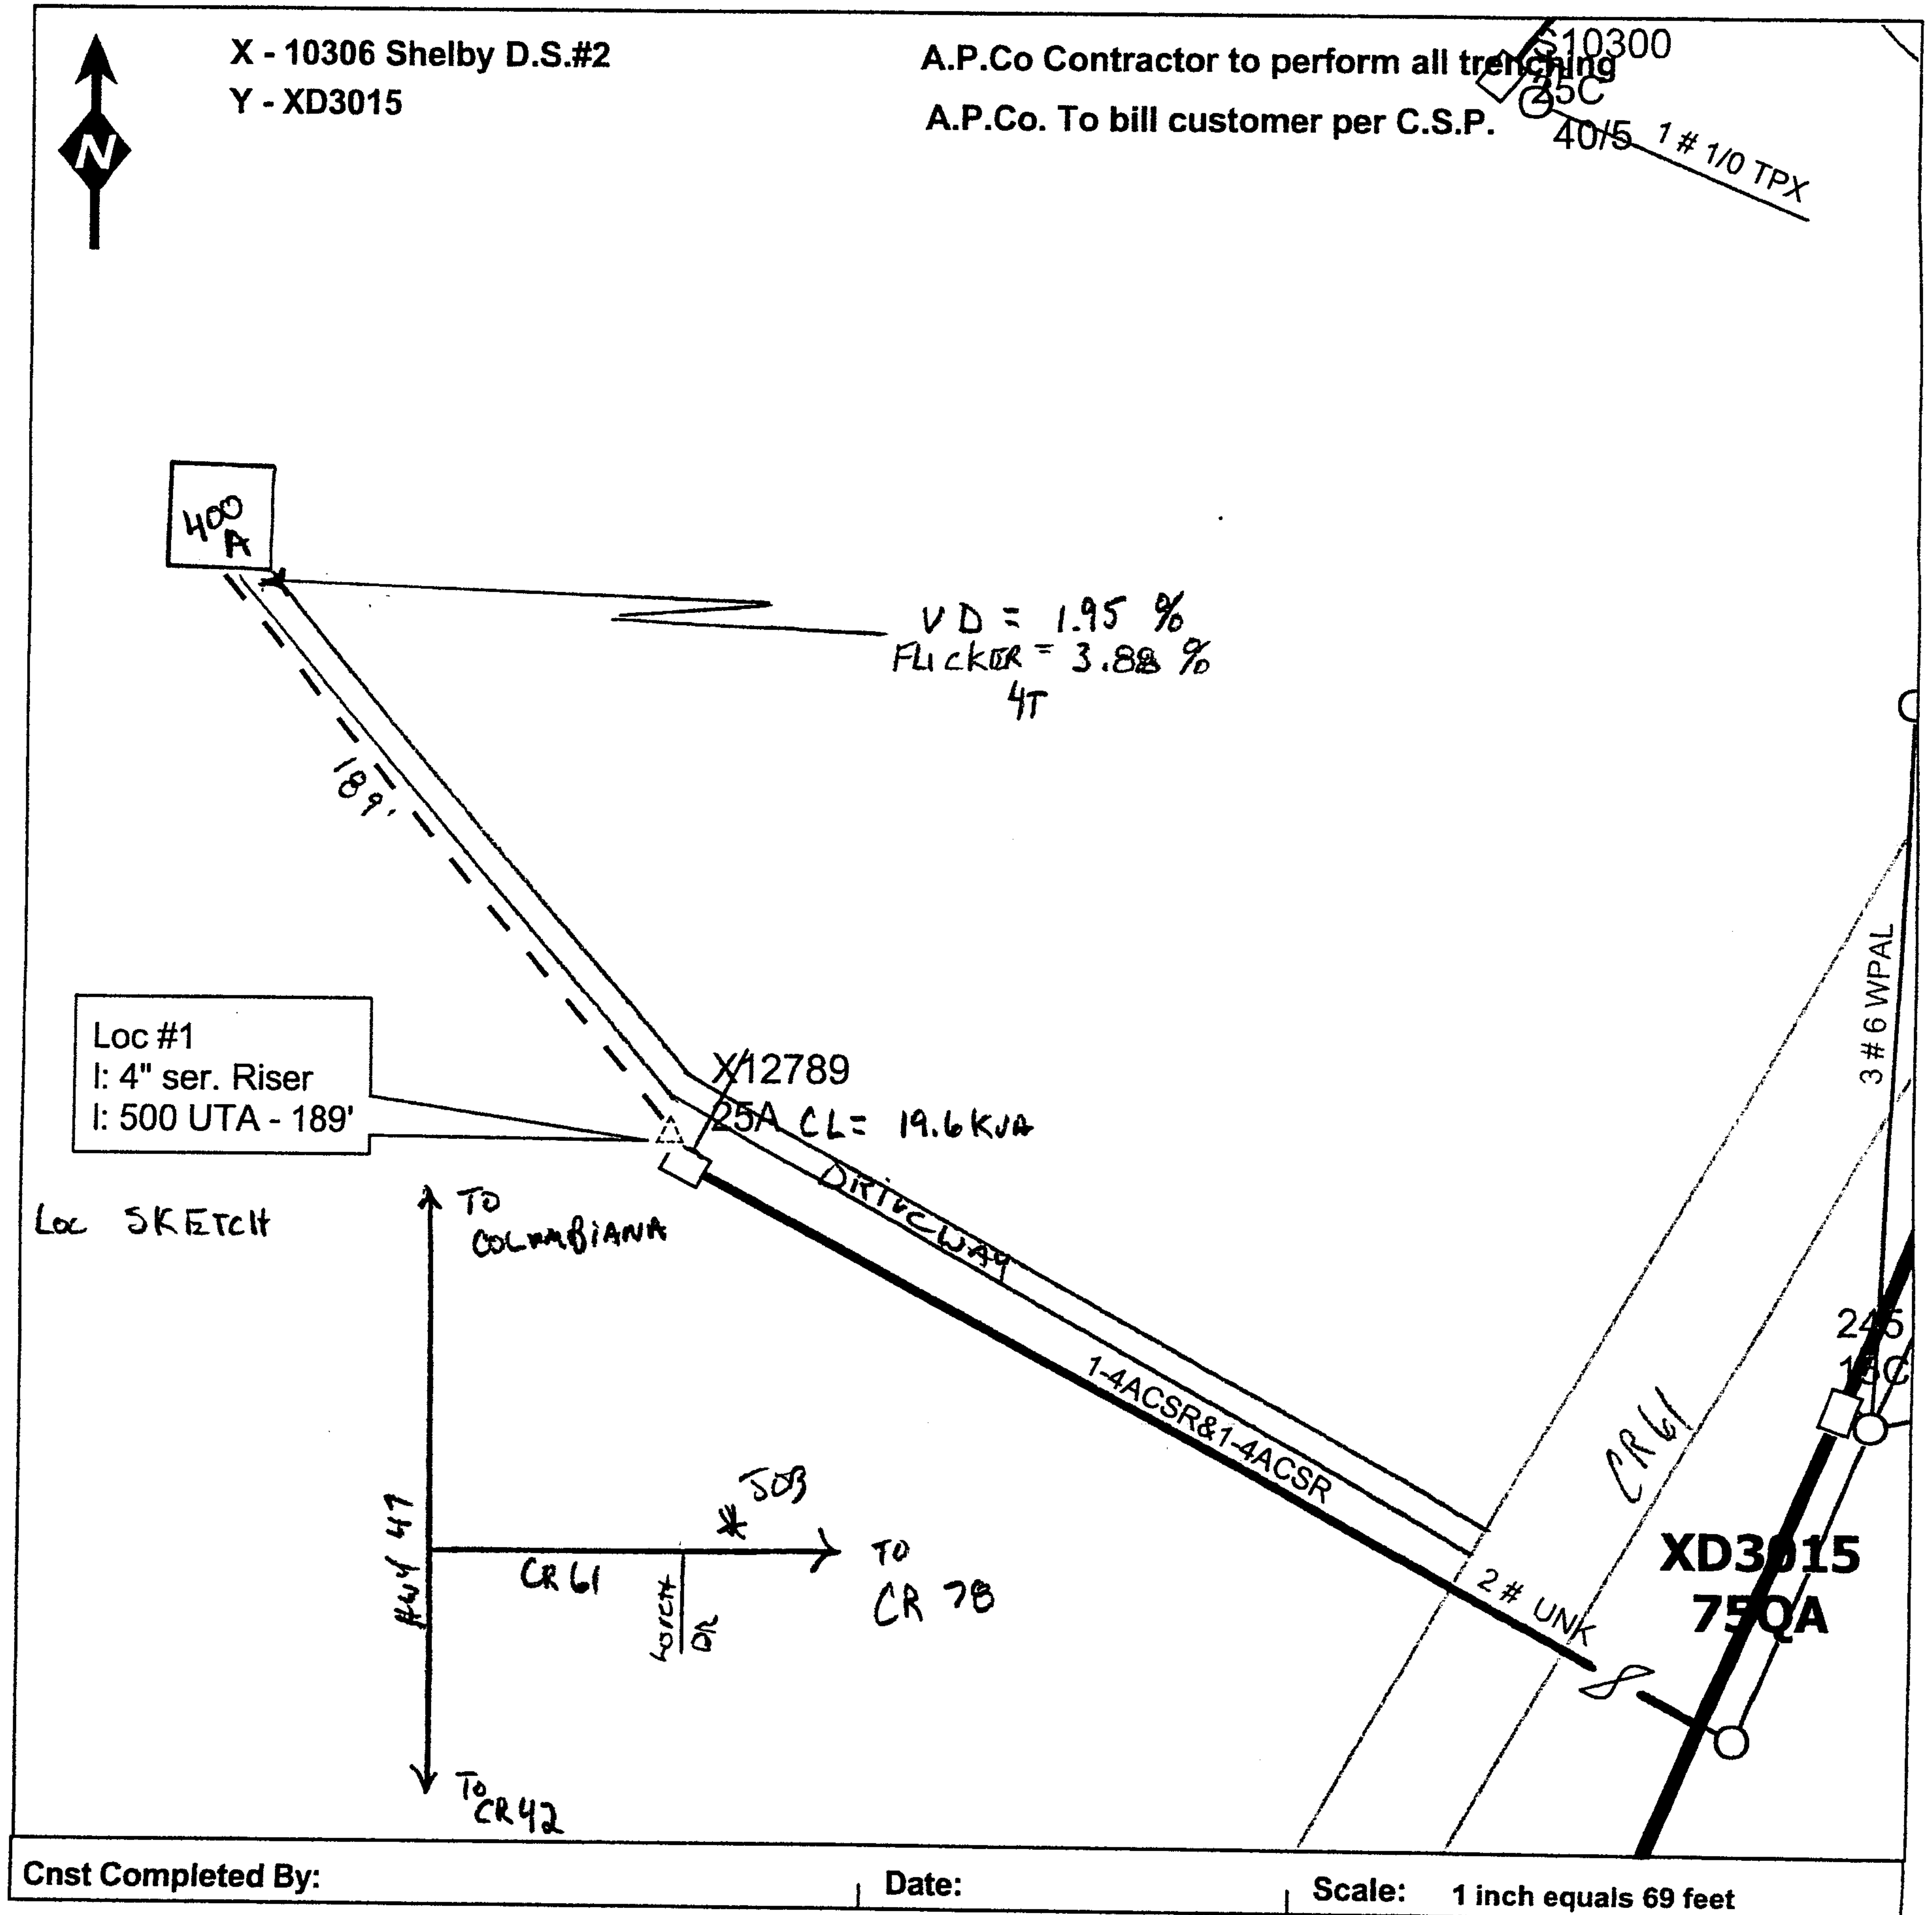 X - 10306 Shelby D.S.#2
Y - XD3015
A.P.Co Contractor to perform all trenching
A.P.Co. To bill customer per C.S.P.
S10300
25C
40/5
1 # 1/0 TPX
N
400
A
VD = 1.95 %
FLICKER = 3.88 %
4T
189'
3 # 6 WPAL
Loc #1
I: 4" ser. Riser
I: 500 UTA - 189'
X12789
25A CL = 19.6 KVA
DRIVEWAY
1-4ACSR&1-4ACSR
2 # UNK
CR 61
245
15C
XD3015
75QA
Loc SKETCH
TO
COLUMBIANA
HWY 47
JOB
CR 61
TO
CR 78
DR
TO
CR 42
Cnst Completed By:
Date:
Scale: 1 inch equals 69 feet